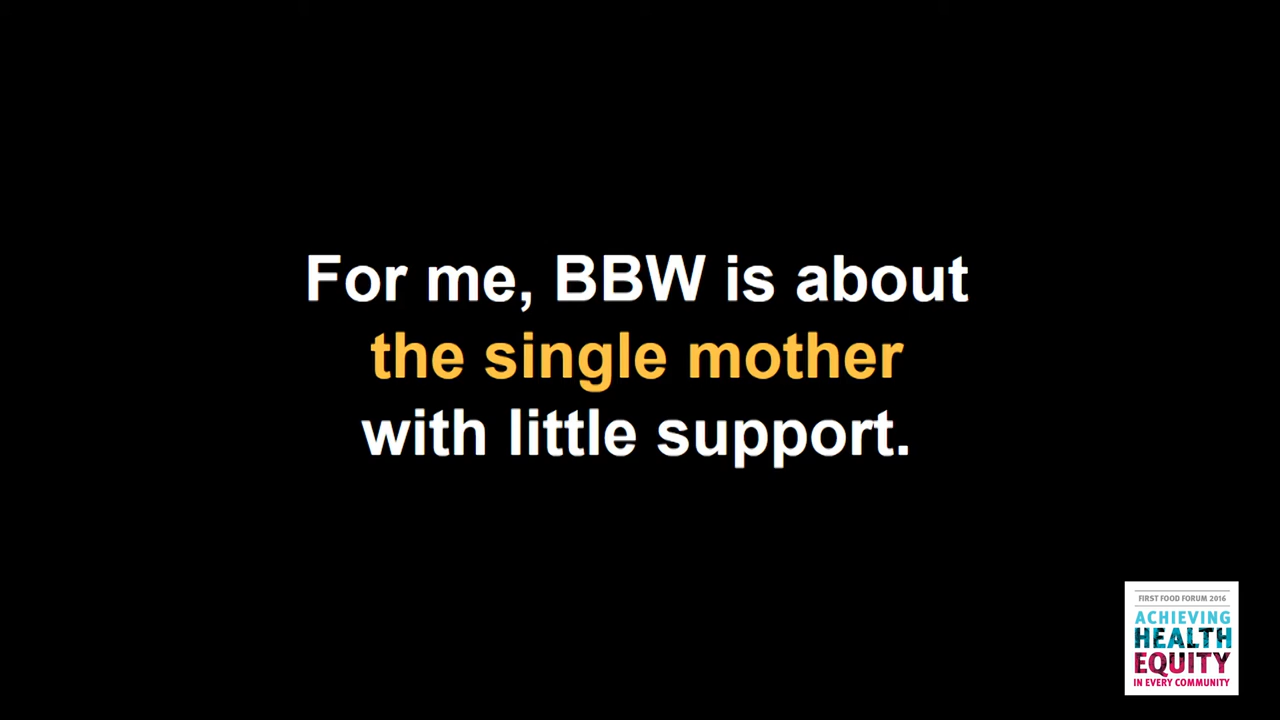 For me, BBW is about
the single mother
with little support.
FIRST FOOD FORUM 2016
ACHIEVING
HEALTH
EQUITY
IN EVERY COMMUNITY